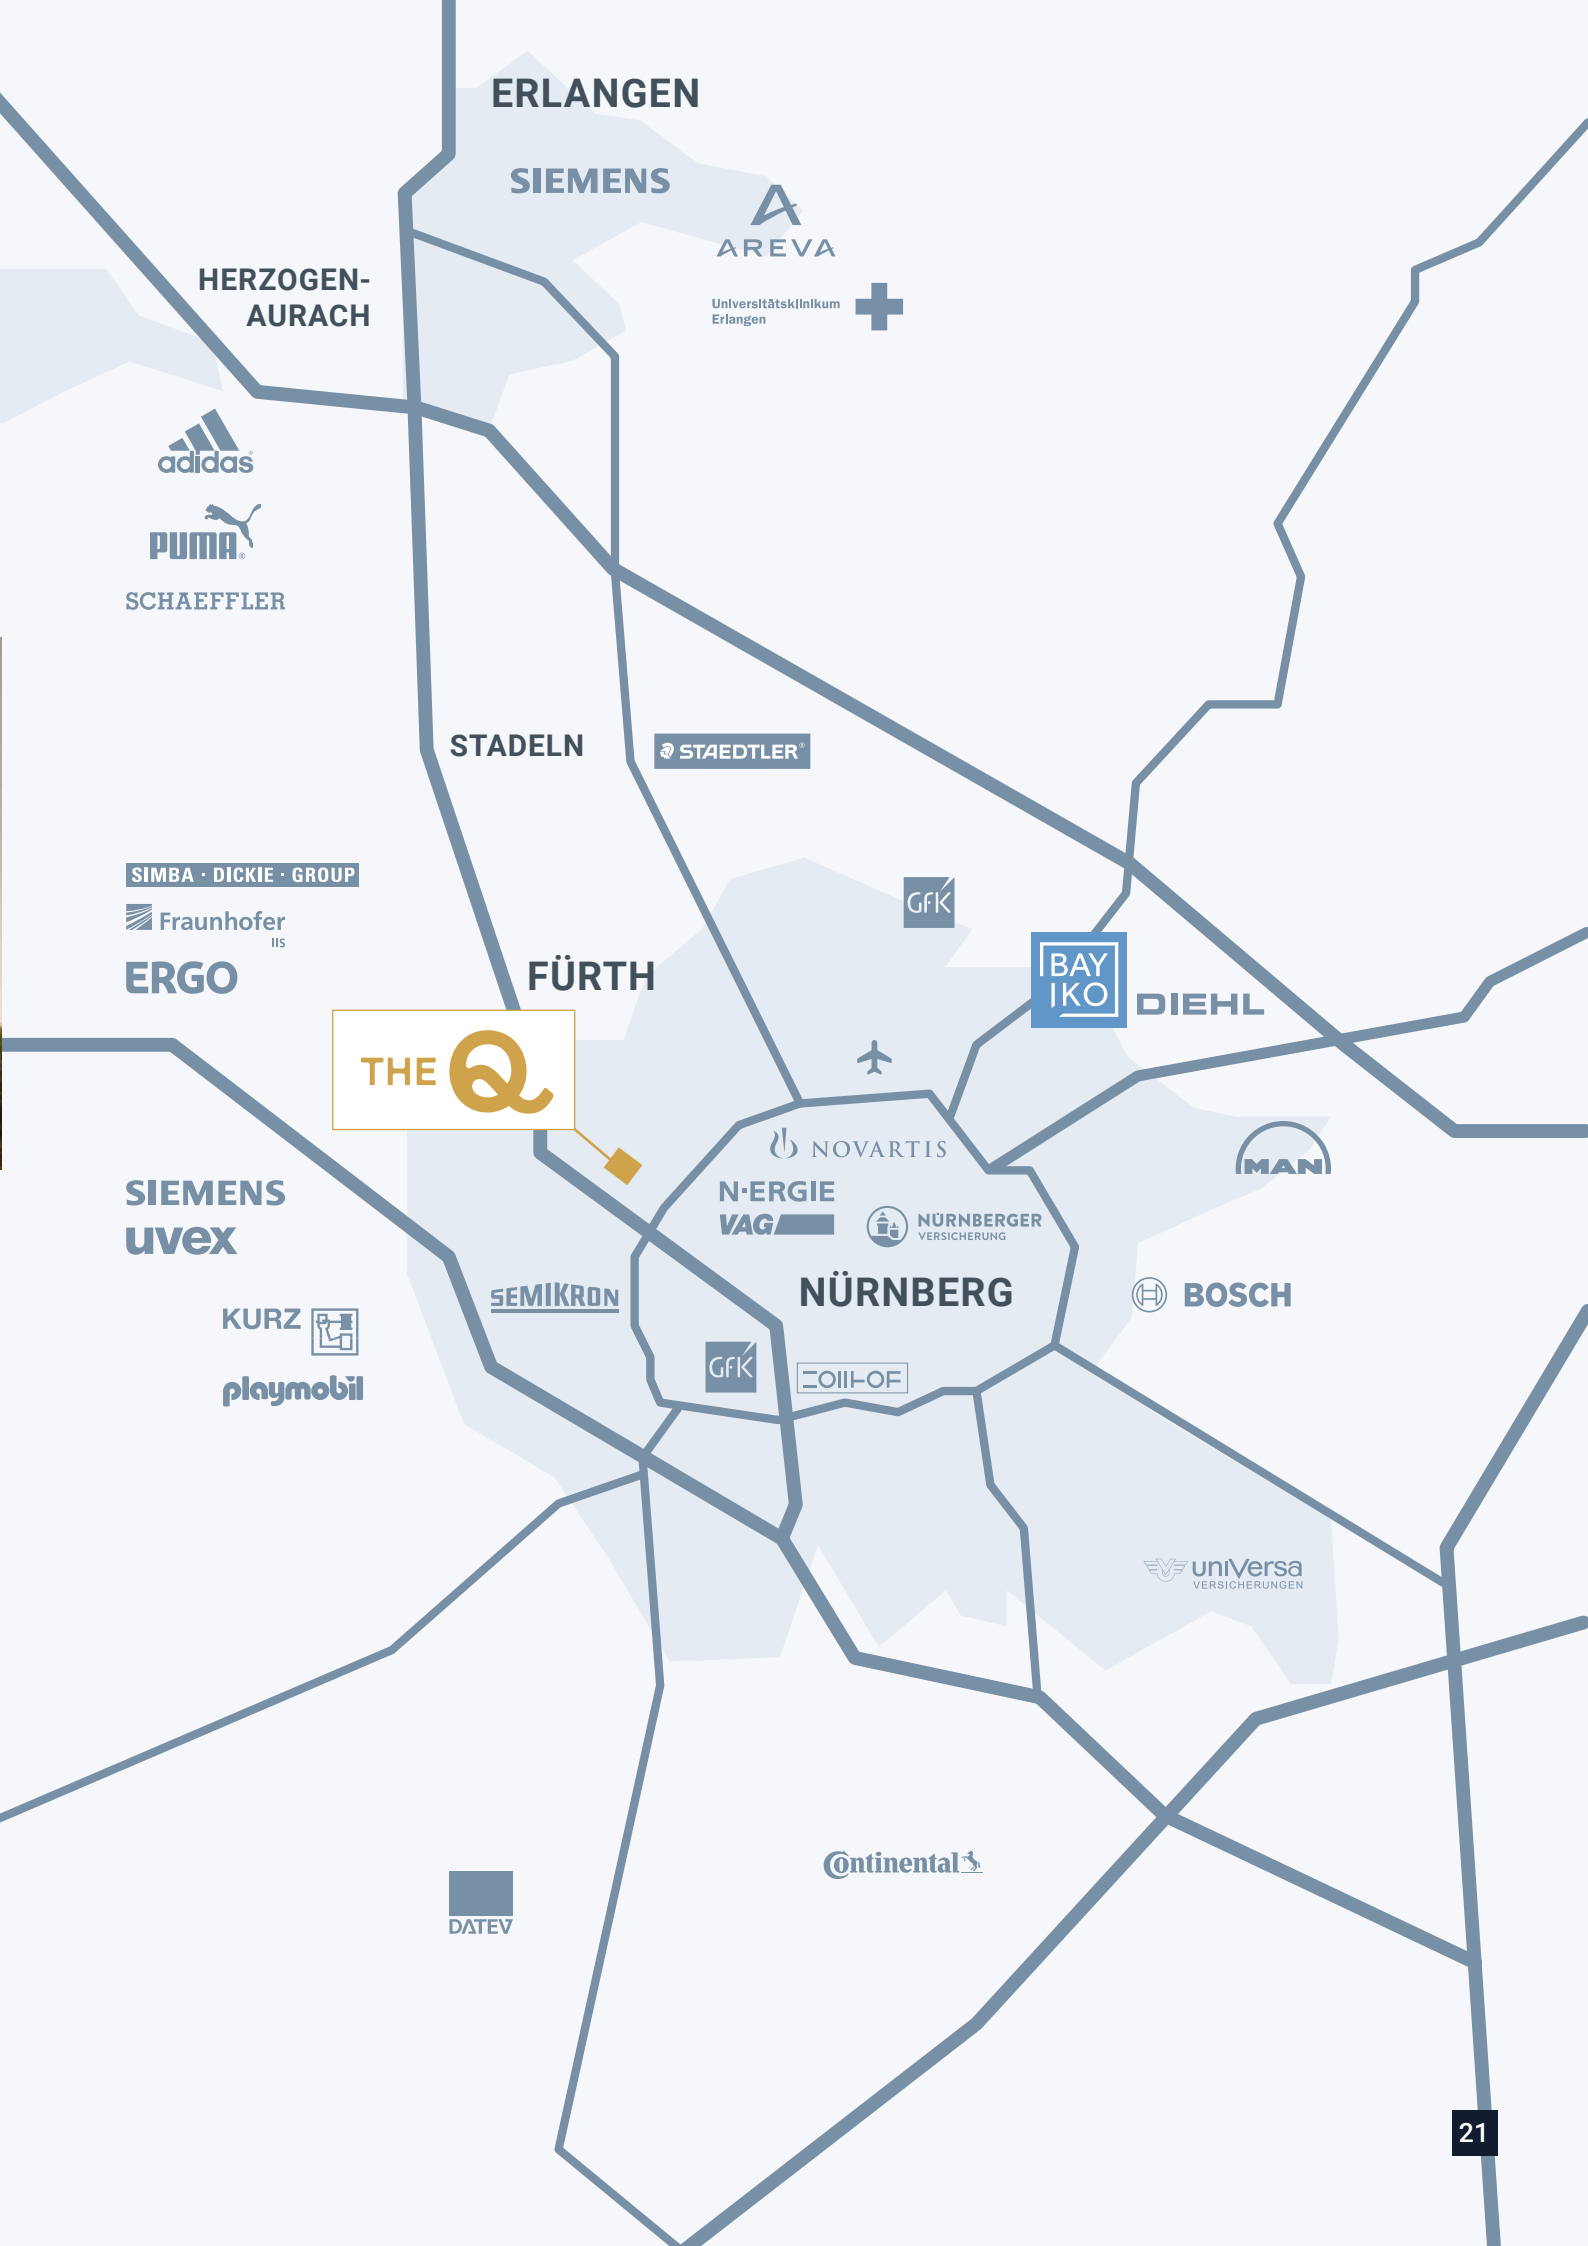 ERLANGEN
SIEMENS
AREVA
HERZOGEN-
AURACH
Universitätsklinikum
Erlangen
adidas
PUMA®
SCHAEFFLER
STADELN
STAEDTLER®
SIMBA · DICKIE · GROUP
Fraunhofer
IIS
ERGO
GfK
FÜRTH
BAY
IKO
DIEHL
THE Q
NOVARTIS
MAN
SIEMENS
uvex
N·ERGIE
VAG
NÜRNBERGER
VERSICHERUNG
NÜRNBERG
SEMIKRON
BOSCH
KURZ
GfK
ZOLLHOF
playmobil
uniVersa
VERSICHERUNGEN
Continental
DATEV
21